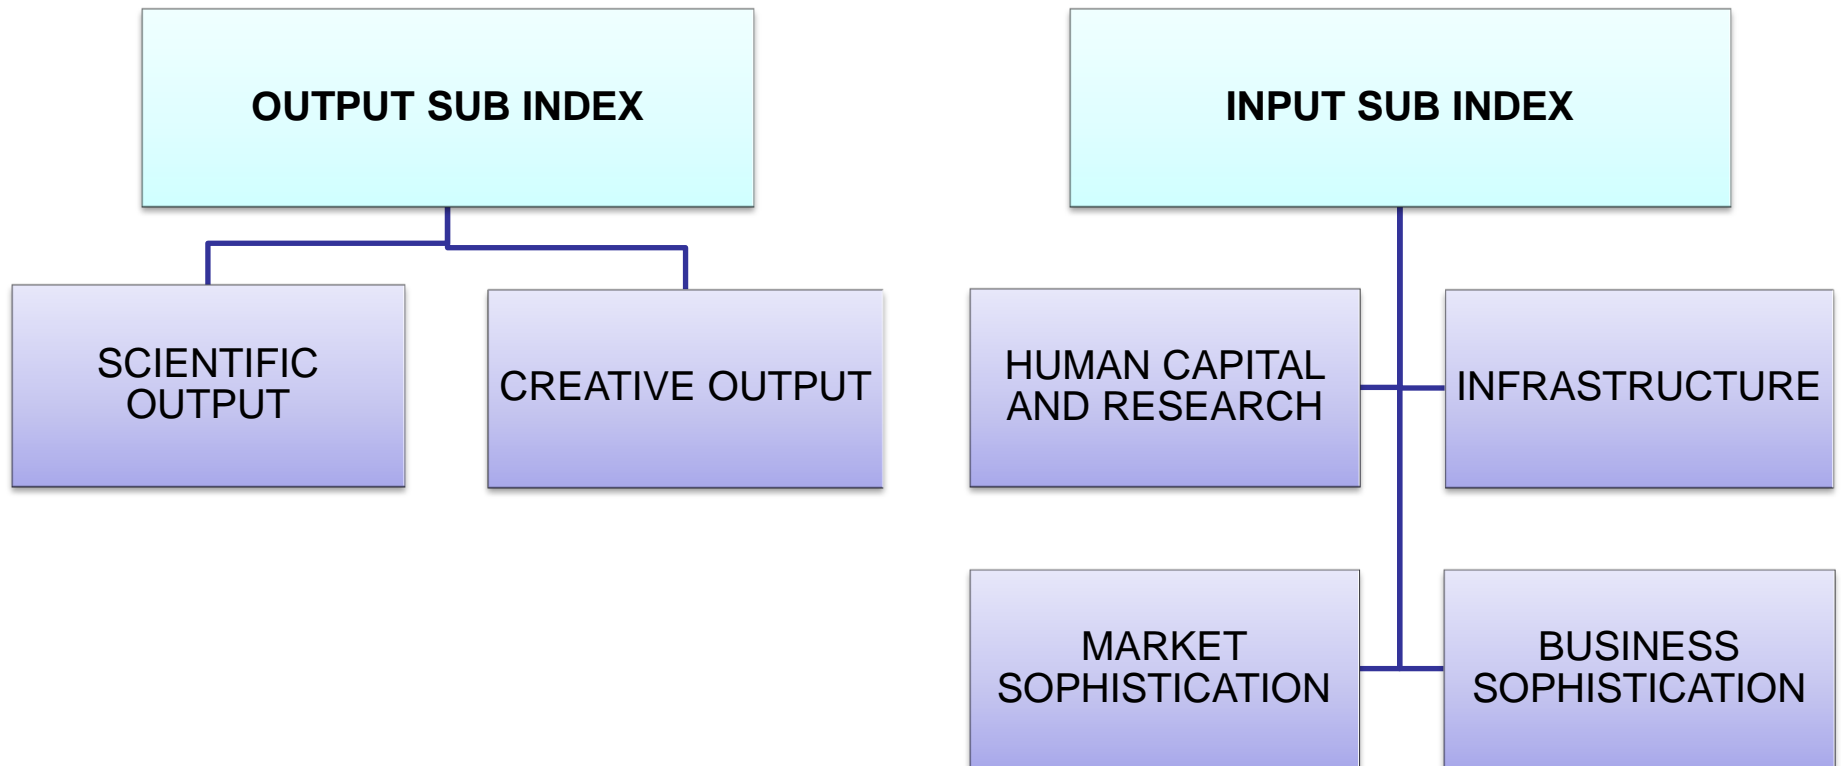 OUTPUT SUB INDEX
INPUT SUB INDEX
SCIENTIFIC
OUTPUT
CREATIVE OUTPUT
HUMAN CAPITAL
AND RESEARCH
INFRASTRUCTURE
MARKET
SOPHISTICATION
BUSINESS
SOPHISTICATION